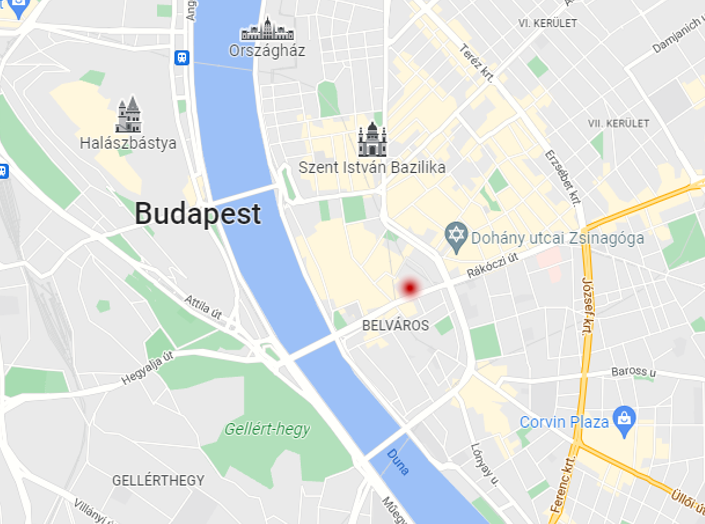 Ang
VI. KERÜLET
Damjanich u
Országház
Teréz krt.
Halászbástya
VII. KERÜLET
Szent István Bazilika
Erzsébet krt.
Budapest
Dohány utcai Zsinagóga
Rákóczi út
Attila út
József krt.
BELVÁROS
Hegyalja út
Baross u
Corvin Plaza
Gellért-hegy
Duna
Lónyay u.
GELLÉRTHEGY
Ferenc krt.
Villányi út
Műegy
Üllői út